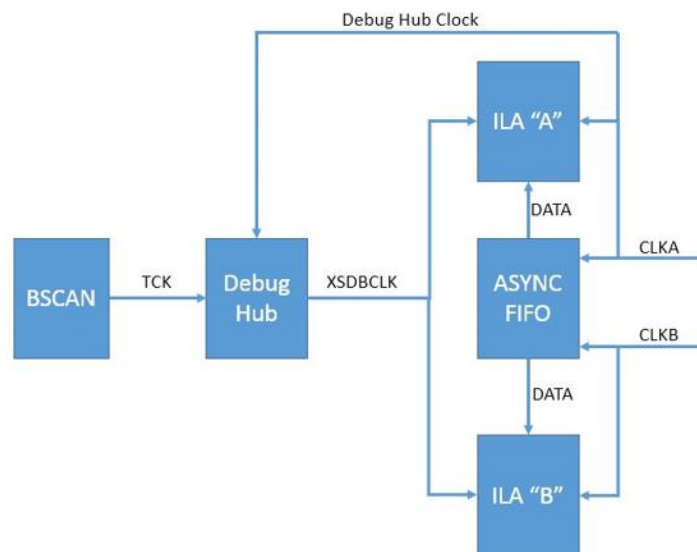 Debug Hub Clock
ILA “A”
DATA
CLKA
BSCAN
TCK
Debug
Hub
XSDBCLK
ASYNC
FIFO
CLKB
DATA
ILA “B”